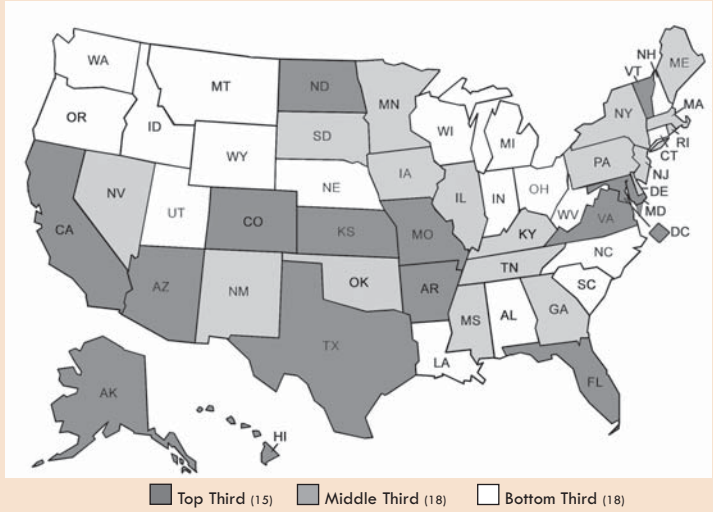 NH
ME
WA
VT
MT
ND
MN
MA
OR
NY
ID
WI
SD
MI
RI
WY
CT
PA
IA
NJ
NE
NV
OH
DE
IL
IN
UT
MD
WV
VA
CO
CA
KS
MO
KY
DC
NC
TN
OK
AZ
NM
AR
SC
MS
AL
GA
TX
LA
FL
AK
HI
Top Third (15)
Middle Third (18)
Bottom Third (18)